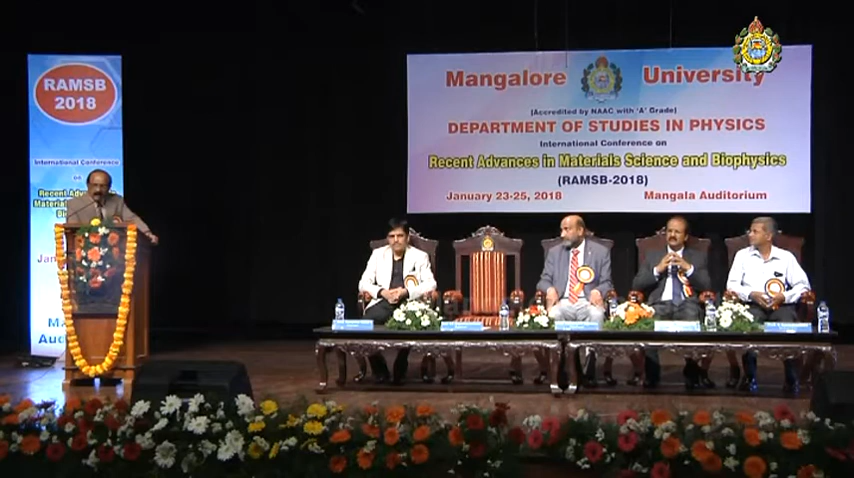 RAMSB
2018
International Conference
on
Mangalore University
(Accredited by NAAC with 'A' Grade)
DEPARTMENT OF STUDIES IN PHYSICS
International Conference on
Recent Advances in Materials Science and Biophysics
(RAMSB-2018)
January 23-25, 2018 Mangala Auditorium